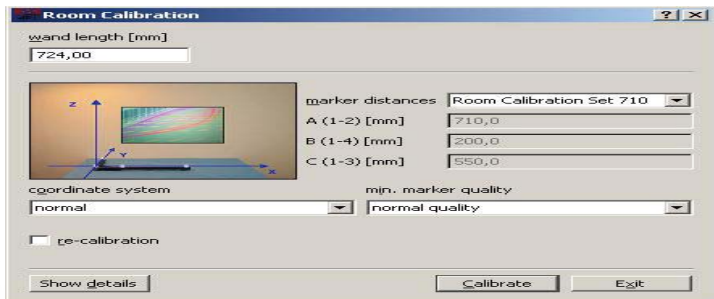 Room Calibration
wand length [mm]
724,00
z
Y
x
marker distances Room Calibration Set 710
A (1-2) [mm] 710,0
B (1-4) [mm] 200,0
C (1-3) [mm] 550,0
coordinate system min. marker quality
normal normal quality
re-calibration
Show details Calibrate Exit